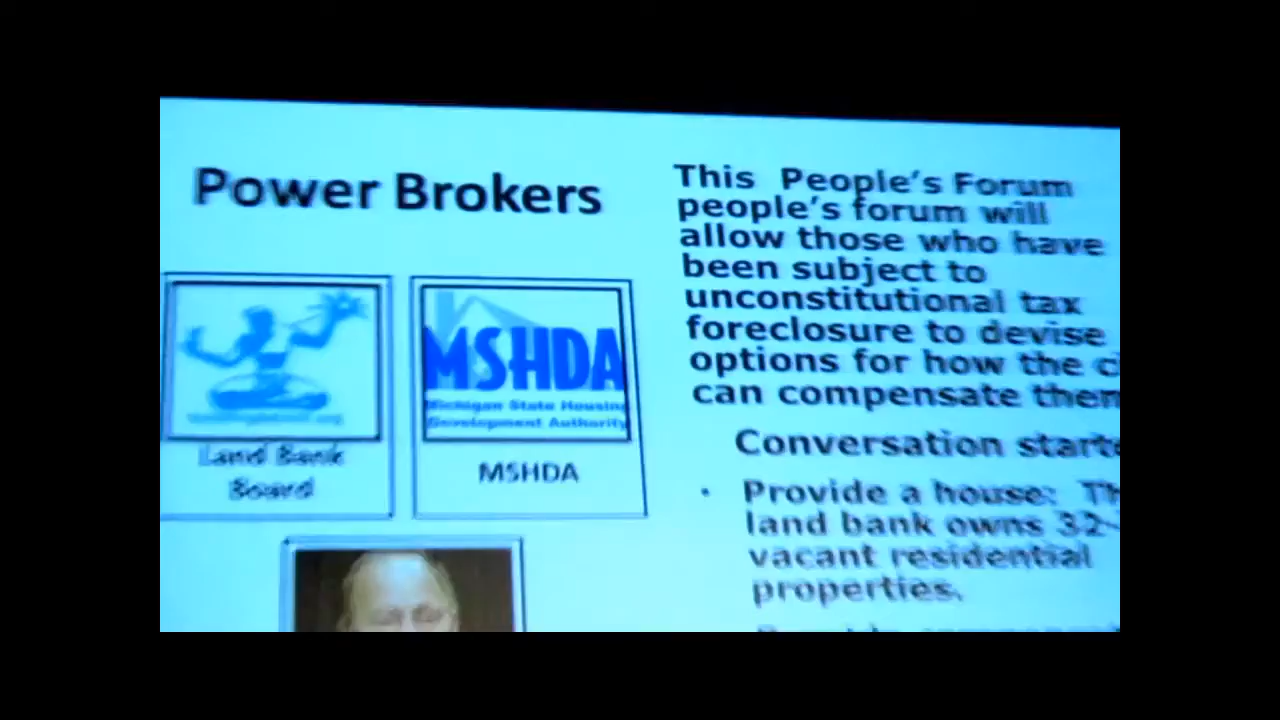 Power Brokers
MSHDA
Michigan State Housing
Development Authority
Land Bank
Board
MSHDA
This People's Forum
people's forum will
allow those who have
been subject to
unconstitutional tax
foreclosure to devise
options for how the
can compensate
Conversation
• Provide a house:
land bank owns
vacant residential
properties.